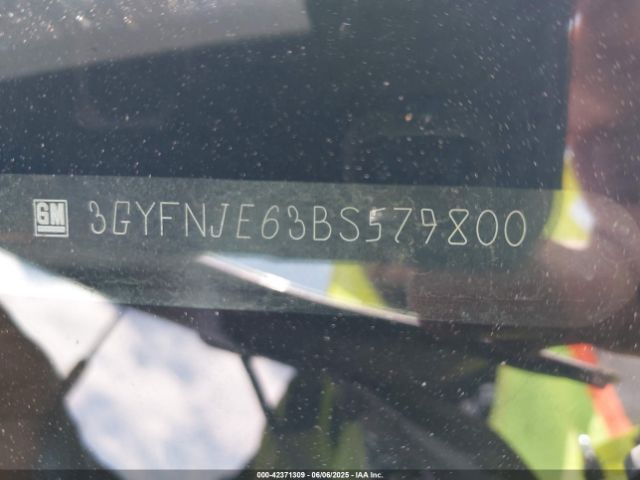 GM 3GYFNJE63BS579800
000-42371309 | 06/06/2025 | IAA Inc.